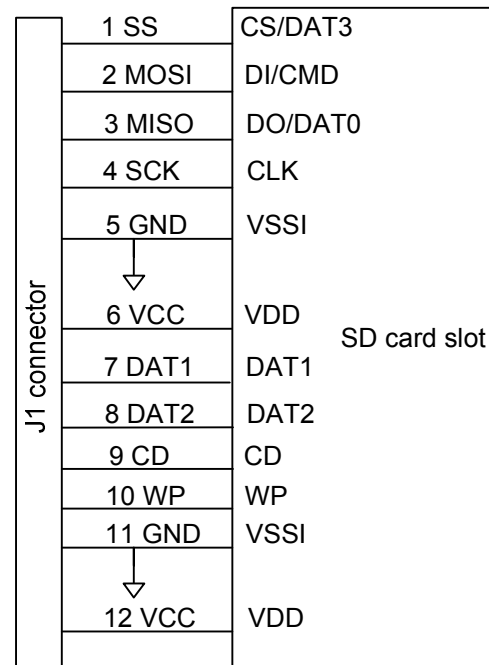 1 SS CS/DAT3
2 MOSI DI/CMD
3 MISO DO/DAT0
4 SCK CLK
5 GND VSSI
6 VCC VDD
SD card slot
J1 connector
7 DAT1 DAT1
8 DAT2 DAT2
9 CD CD
10 WP WP
11 GND VSSI
12 VCC VDD